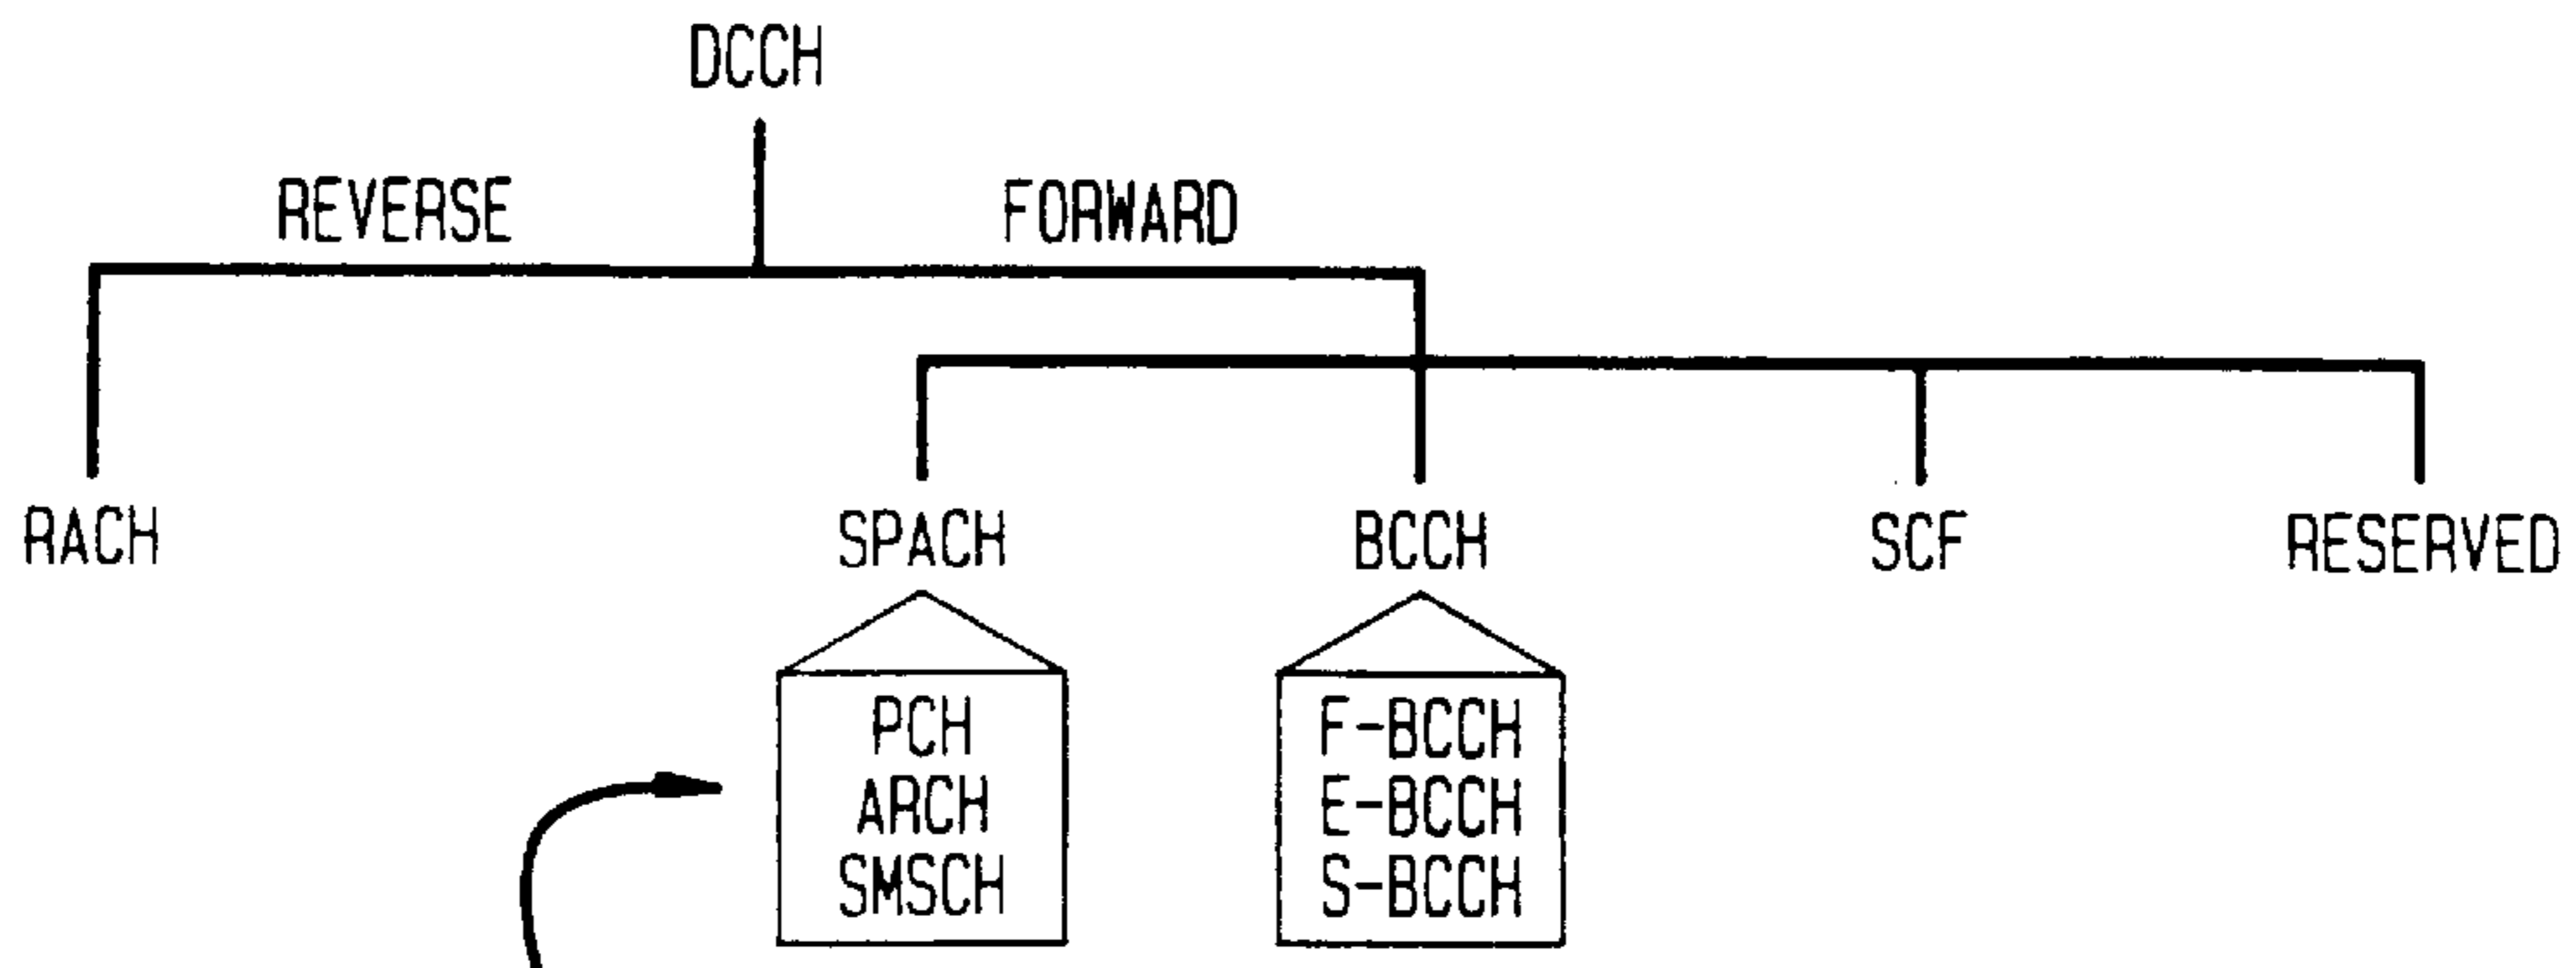 DCCH
REVERSE FORWARD
RACH SPACH BCCH SCF RESERVED
PCH
ARCH
SMSCH
F-BCCH
E-BCCH
S-BCCH